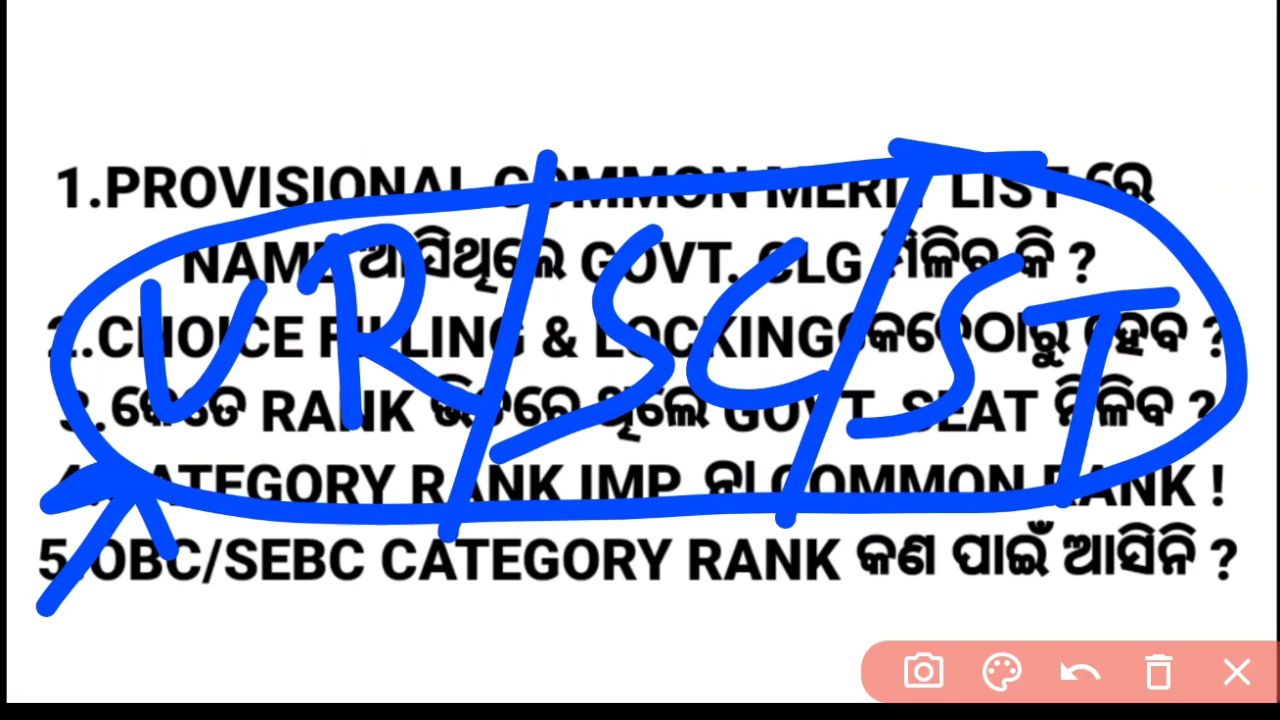 1.PROVISIONAL COMMON MERIT LIST ରେ
NAME ଆସିଥିଲେ GOVT. CLG ମିଳିବ କି ?
2.CHOICE FILLING & LOCKING କେବେଠାରୁ ହେବ ?
3.କେତେ RANK ଭିତରେ ଥିଲେ GOVT. SEAT ମିଳିବ ?
4. CATEGORY RANK IMP ନା COMMON RANK !
5.OBC/SEBC CATEGORY RANK କଣ ପାଇଁ ଆସିନି ?
UR/SC/ST